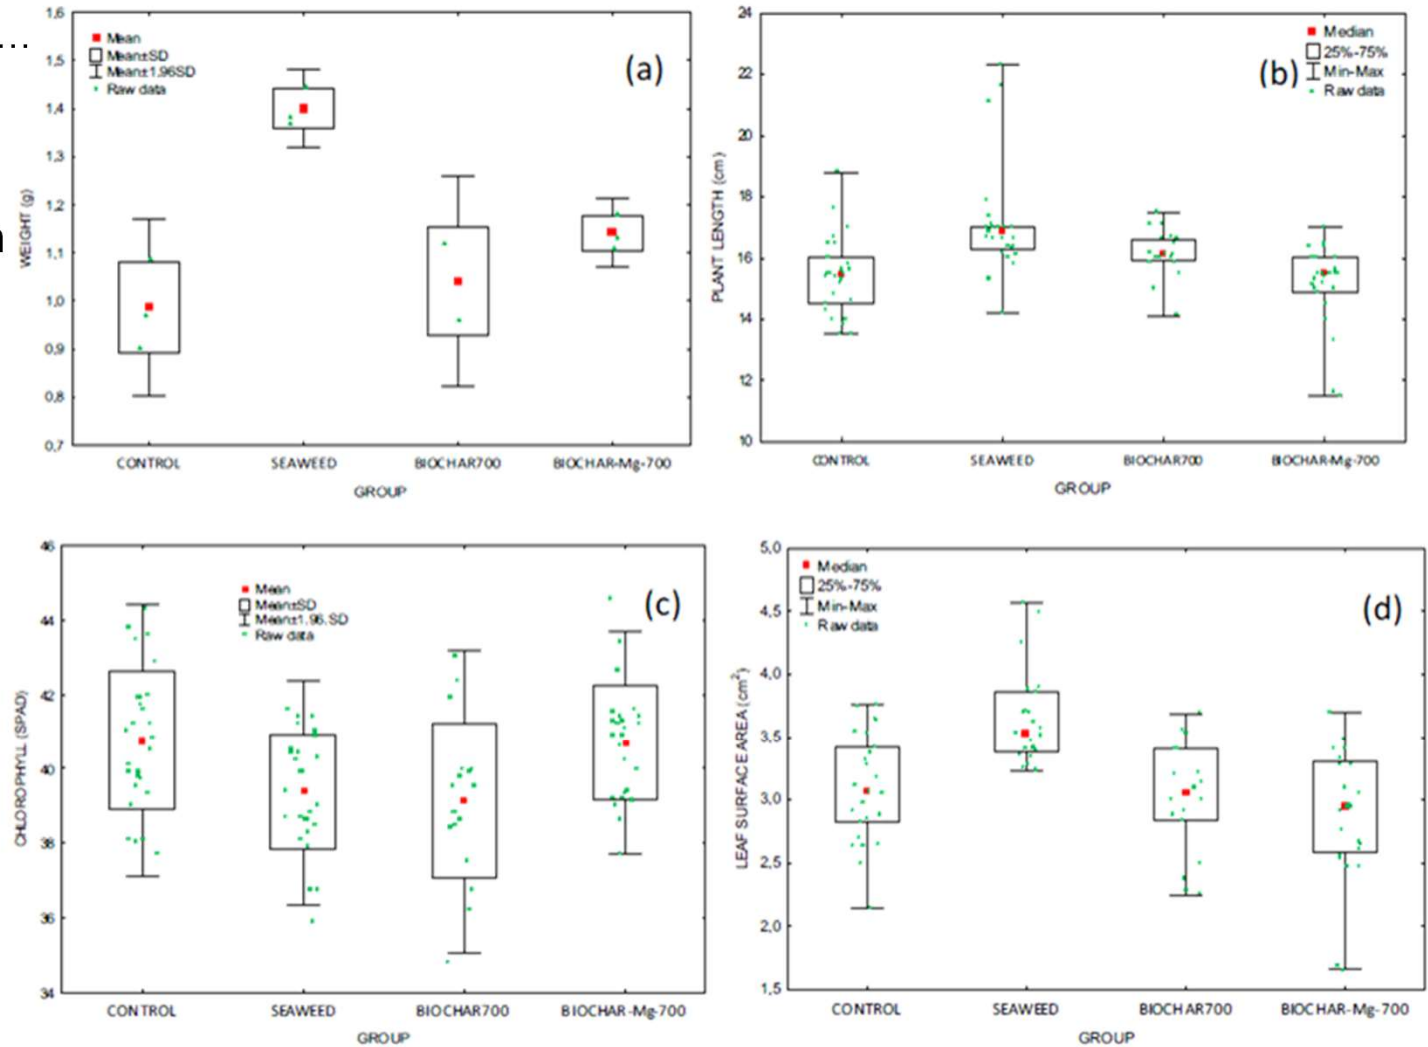 ...
n
1,6
1,5
1,4
1,3
1,2
1,1
1,0
0,9
0,8
0,7
WEIGHT (g)
Mean
Mean±SD
Mean±1.96SD
Raw data
(a)
CONTROL SEAWEED BIOCHAR700 BIOCHAR-Mg-700
GROUP
24
22
20
18
16
14
12
10
PLANT LENGTH (cm)
Median
25%-75%
Min-Max
Raw data
(b)
CONTROL SEAWEED BIOCHAR700 BIOCHAR-Mg-700
GROUP
46
44
42
40
38
36
34
CHLOROPHYLL (SPAD)
Mean
Mean±SD
Mean±1.96.SD
Raw data
(c)
CONTROL SEAWEED BIOCHAR700 BIOCHAR-Mg-700
GROUP
5,0
4,5
4,0
3,5
3,0
2,5
2,0
1,5
LEAF SURFACE AREA (cm²)
Median
25%-75%
Min-Max
Raw data
(d)
CONTROL SEAWEED BIOCHAR700 BIOCHAR-Mg-700
GROUP